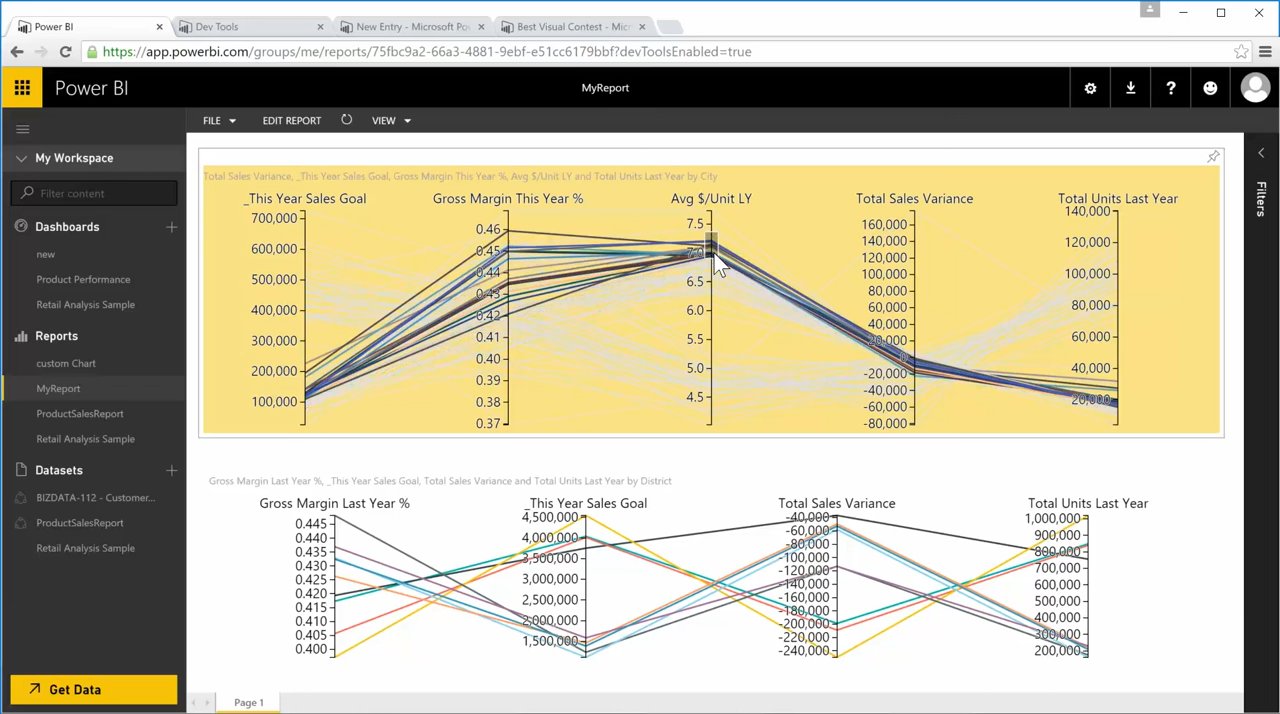 Power BI
Dev Tools
New Entry - Microsoft Po
Best Visual Contest - Micr
https://app.powerbi.com/groups/me/reports/75fbc9a2-66a3-4881-9ebf-e51cc6179bbf?devToolsEnabled=true
Power BI
MyReport
?
FILE
EDIT REPORT
VIEW
My Workspace
Filter content
Dashboards
new
Product Performance
Retail Analysis Sample
Reports
custom Chart
MyReport
ProductSalesReport
Retail Analysis Sample
Datasets
BIZDATA-112 - Customer...
ProductSalesReport
Retail Analysis Sample
Get Data
Total Sales Variance, _This Year Sales Goal, Gross Margin This Year %, Avg $/Unit LY and Total Units Last Year by City
_This Year Sales Goal
700,000
600,000
500,000
400,000
300,000
200,000
100,000
Gross Margin This Year %
0.46
0.45
0.44
0.43
0.42
0.41
0.40
0.39
0.38
0.37
Avg $/Unit LY
7.5
7.0
6.5
6.0
5.5
5.0
4.5
Total Sales Variance
160,000
140,000
120,000
100,000
80,000
60,000
40,000
20,000
0
-20,000
-40,000
-60,000
-80,000
Total Units Last Year
140,000
120,000
100,000
80,000
60,000
40,000
20,000
Gross Margin Last Year %, _This Year Sales Goal, Total Sales Variance and Total Units Last Year by District
Gross Margin Last Year %
0.445
0.440
0.435
0.430
0.425
0.420
0.415
0.410
0.405
0.400
_This Year Sales Goal
4,500,000
4,000,000
3,500,000
3,000,000
2,500,000
2,000,000
1,500,000
Total Sales Variance
-40,000
-60,000
-80,000
-100,000
-120,000
-140,000
-160,000
-180,000
-200,000
-220,000
-240,000
Total Units Last Year
1,000,000
900,000
800,000
700,000
600,000
500,000
400,000
300,000
200,000
Filters
Page 1